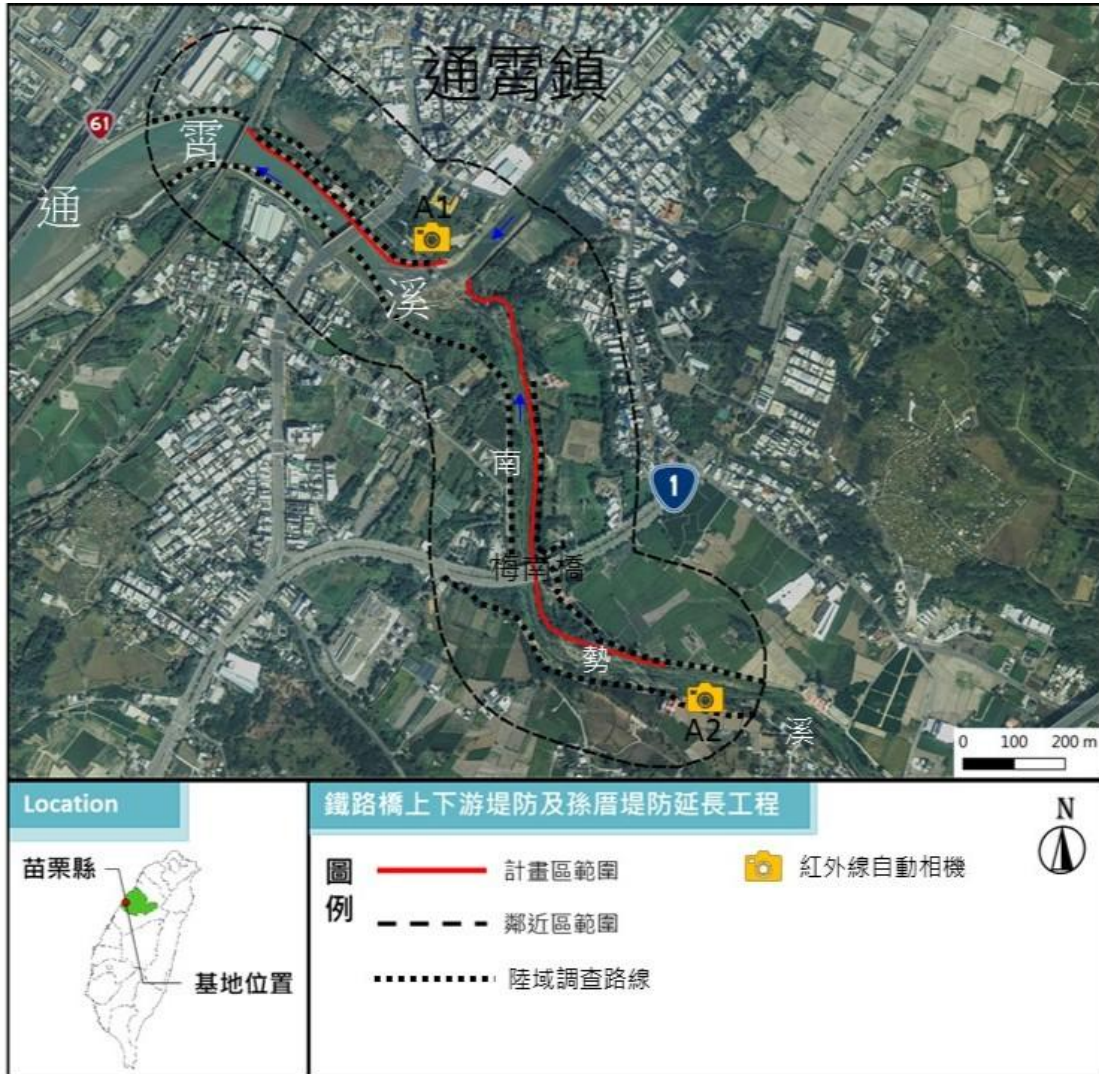 通霄鎮
61
霄
通
A1
溪
南
1
梅南橋
勢
A2
溪
0 100 200 m
Location
苗栗縣
基地位置
鐵路橋上下游堤防及孫厝堤防延長工程
N
圖例
計畫區範圍
紅外線自動相機
鄰近區範圍
陸域調查路線